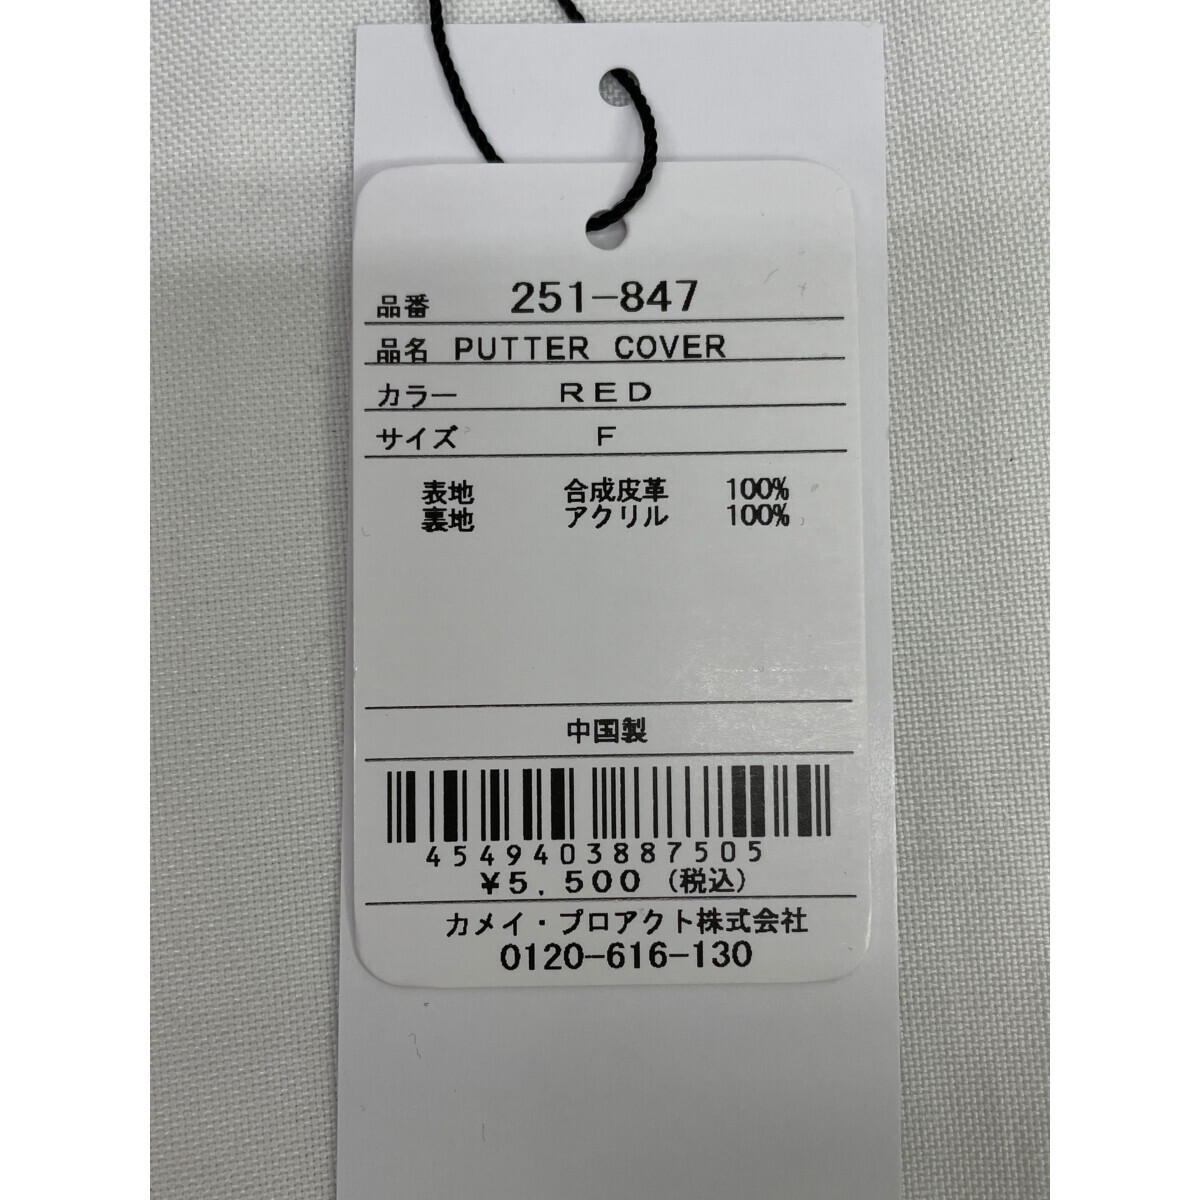 品番 251-847
品名 PUTTER COVER
カラー RED
サイズ F
表地 合成皮革 100%
裏地 アクリル 100%
中国製
4549403887505
¥5,500 (税込)
カメイ・プロアクト株式会社
0120-616-130